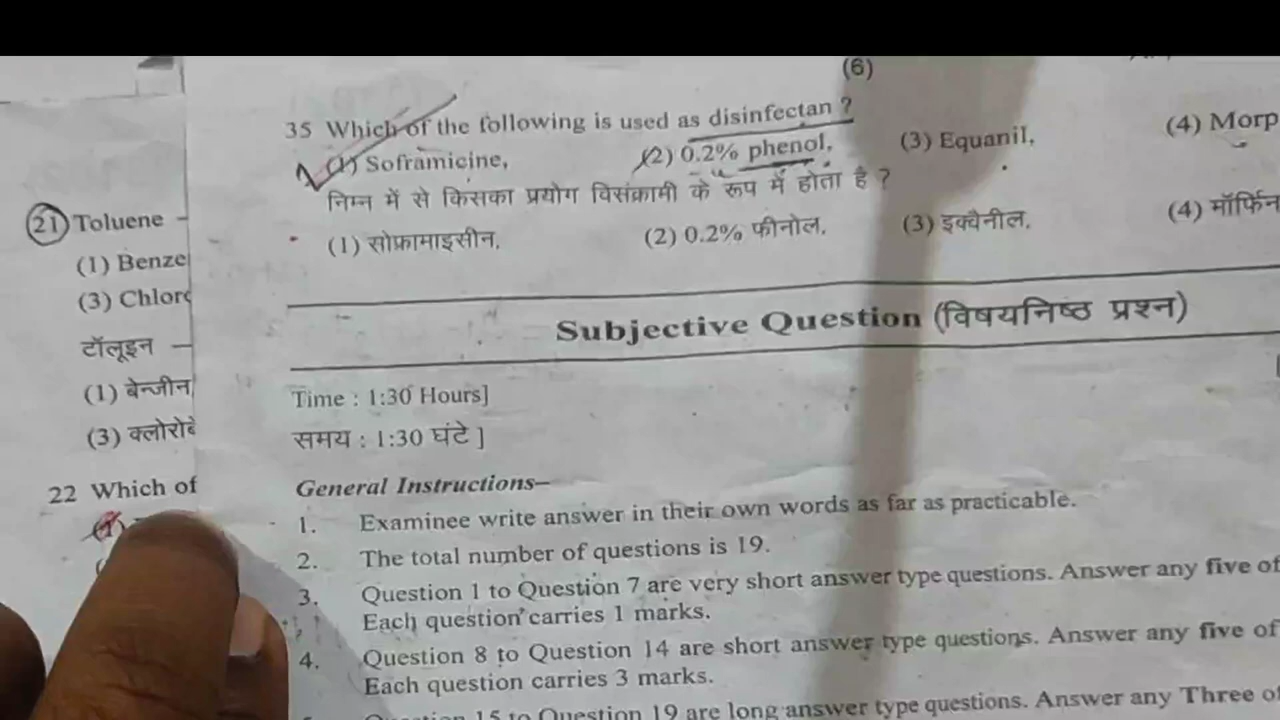 (6)
35 Which of the following is used as disinfectan ?
(1) Soframicine, (2) 0.2% phenol, (3) Equanil, (4) Morp
निम्न में से किसका प्रयोग विसंक्रामी के रूप में होता है ?
(1) सोफ्रामाइसीन, (2) 0.2% फीनोल, (3) इक्वैनील, (4) मॉर्फिन
Subjective Question (विषयनिष्ठ प्रश्न)
Time : 1:30 Hours]
समय : 1:30 घंटे ]
General Instructions–
1. Examinee write answer in their own words as far as practicable.
2. The total number of questions is 19.
3. Question 1 to Question 7 are very short answer type questions. Answer any five of
Each question carries 1 marks.
4. Question 8 to Question 14 are short answer type questions. Answer any five of
Each question carries 3 marks.
Question 15 to Question 19 are long answer type questions. Answer any Three of
21 Toluene –
(1) Benze
(3) Chlor
टॉलूइन –
(1) बेन्जीन
(3) क्लोरोबे
22 Which of
(1)